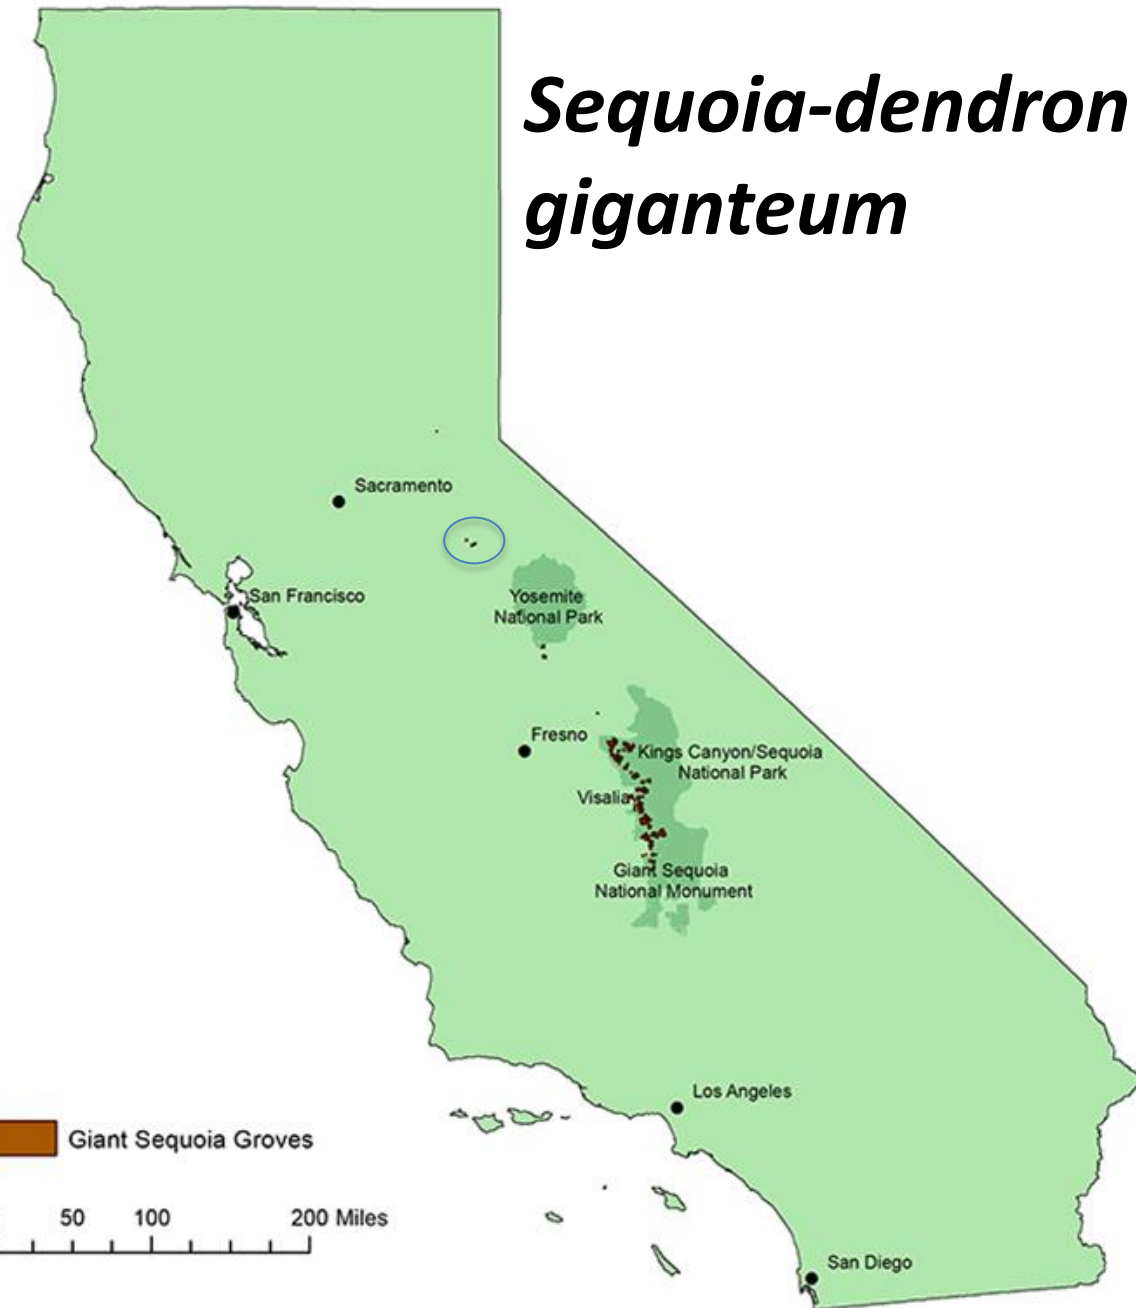 Sequoia-dendron
giganteum
Sacramento
San Francisco
Yosemite
National Park
Fresno
Kings Canyon/Sequoia
National Park
Visalia
Giant Sequoia
National Monument
Los Angeles
Giant Sequoia Groves
50 100 200 Miles
San Diego